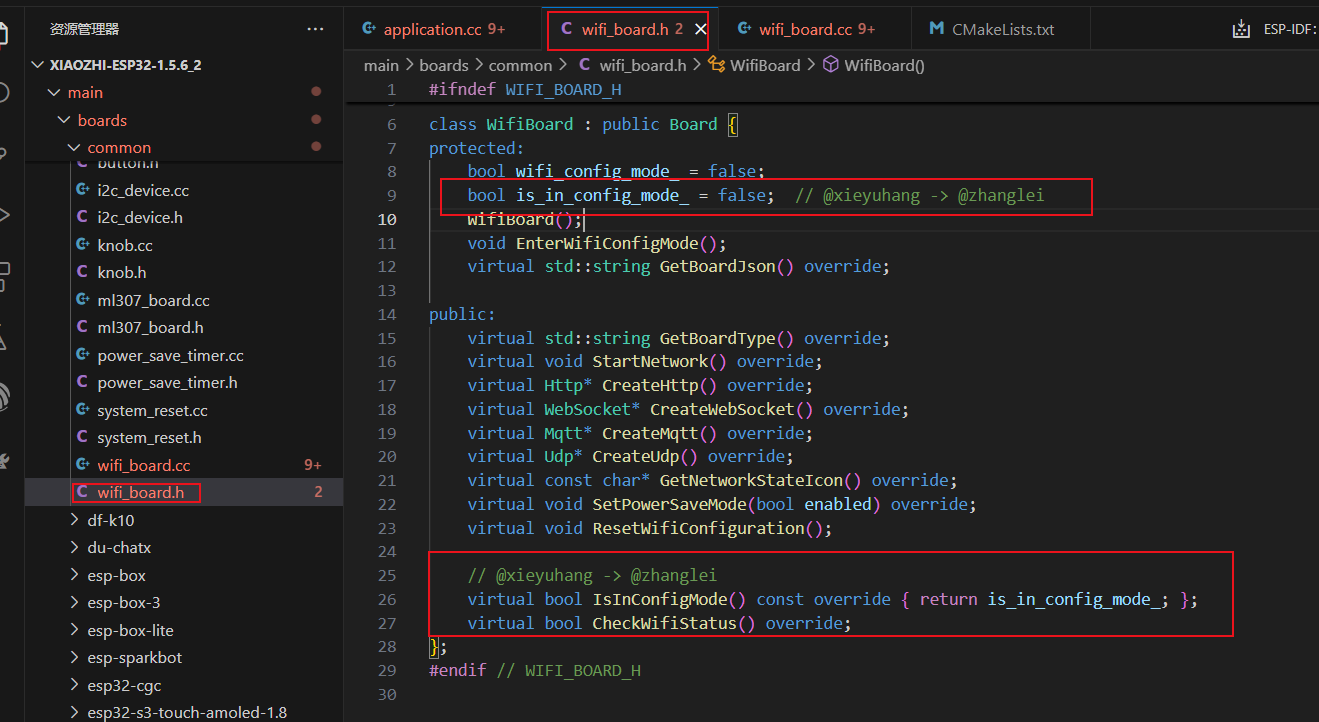 资源管理器 ...
XIAOZHI-ESP32-1.5.6_2
main
boards
common
button.h
i2c_device.cc
i2c_device.h
knob.cc
knob.h
ml307_board.cc
ml307_board.h
power_save_timer.cc
power_save_timer.h
system_reset.cc
system_reset.h
wifi_board.cc 9+
wifi_board.h 2
df-k10
du-chatx
esp-box
esp-box-3
esp-box-lite
esp-sparkbot
esp32-cgc
esp32-s3-touch-amoled-1.8
application.cc 9+ wifi_board.h 2 wifi_board.cc 9+ CMakeLists.txt ESP-IDF:
main > boards > common > C wifi_board.h > WifiBoard > WifiBoard()
1 #ifndef WIFI_BOARD_H
6 class WifiBoard : public Board {
7 protected:
8 bool wifi_config_mode_ = false;
9 bool is_in_config_mode_ = false; // @xieyuhang -> @zhanglei
10 WifiBoard();
11 void EnterWifiConfigMode();
12 virtual std::string GetBoardJson() override;
13
14 public:
15 virtual std::string GetBoardType() override;
16 virtual void StartNetwork() override;
17 virtual Http* CreateHttp() override;
18 virtual WebSocket* CreateWebSocket() override;
19 virtual Mqtt* CreateMqtt() override;
20 virtual Udp* CreateUdp() override;
21 virtual const char* GetNetworkStateIcon() override;
22 virtual void SetPowerSaveMode(bool enabled) override;
23 virtual void ResetWifiConfiguration();
24
25 // @xieyuhang -> @zhanglei
26 virtual bool IsInConfigMode() const override { return is_in_config_mode_; };
27 virtual bool CheckWifiStatus() override;
28 };
29 #endif // WIFI_BOARD_H
30